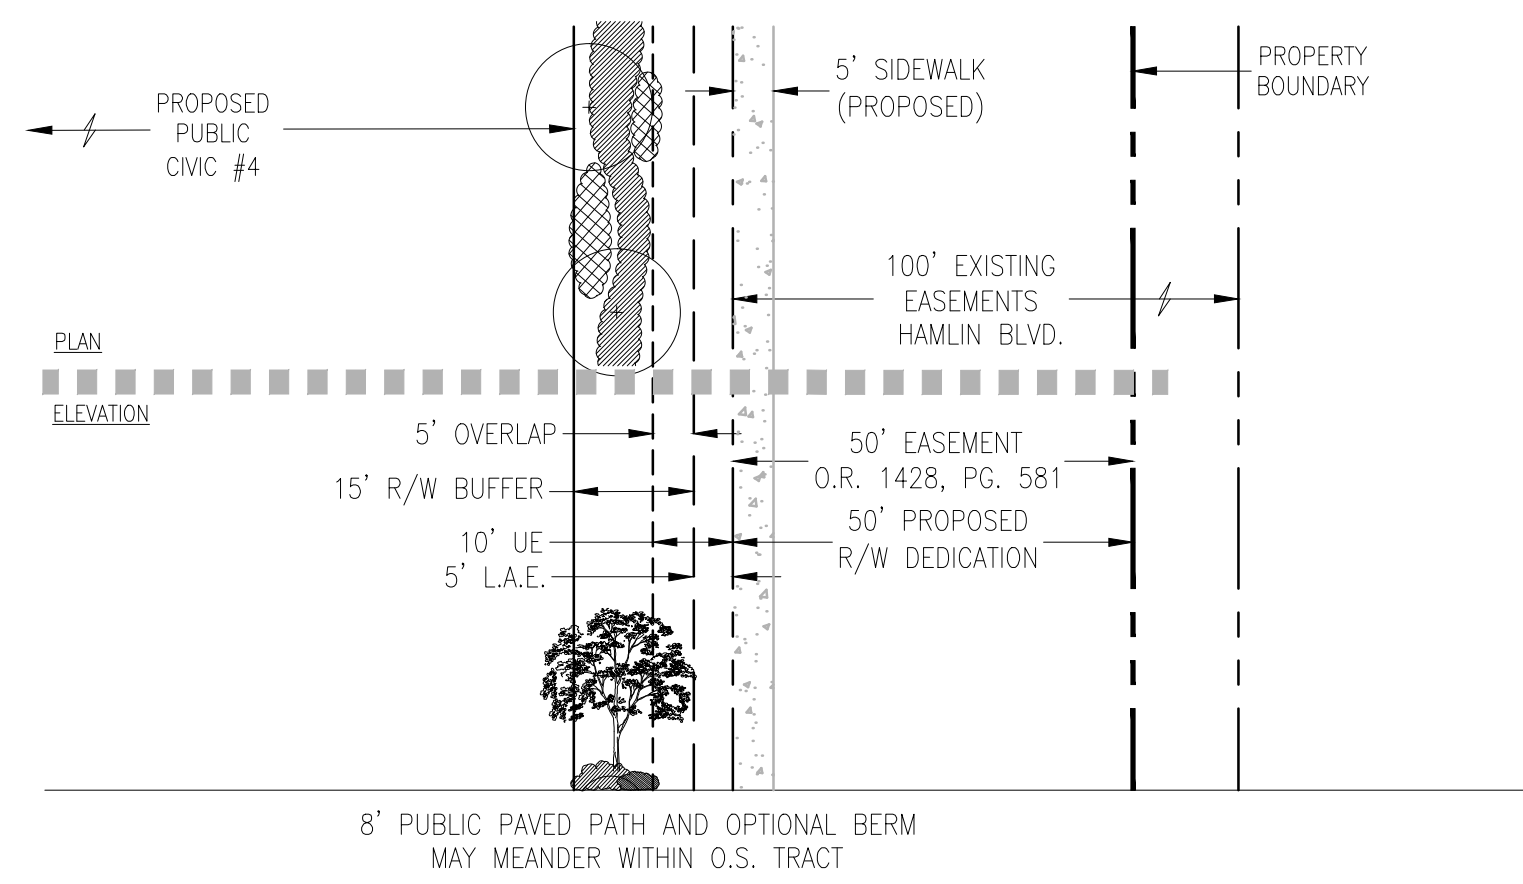 PROPOSED
PUBLIC
CIVIC #4
5' SIDEWALK
(PROPOSED)
PROPERTY
BOUNDARY
100' EXISTING
EASEMENTS
HAMLIN BLVD.
PLAN
ELEVATION
5' OVERLAP
15' R/W BUFFER
10' UE
5' L.A.E.
50' EASEMENT
O.R. 1428, PG. 581
50' PROPOSED
R/W DEDICATION
8' PUBLIC PAVED PATH AND OPTIONAL BERM
MAY MEANDER WITHIN O.S. TRACT